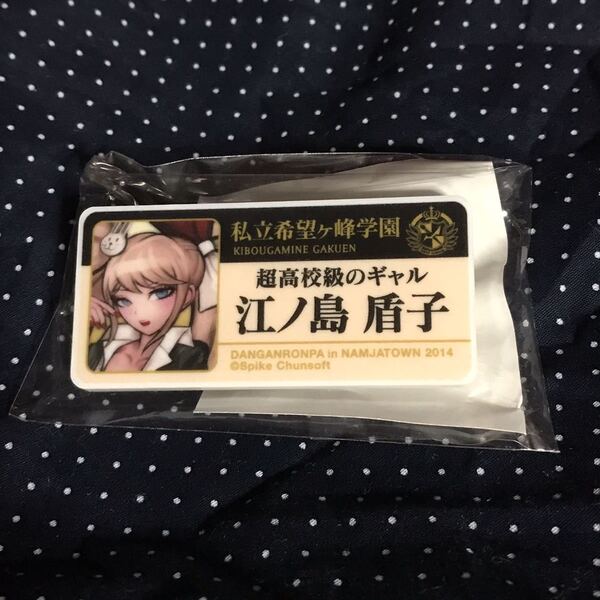 私立希望ヶ峰学園
KIBOUGAMINE GAKUEN
超高校級のギャル
江ノ島 盾子
DANGANRONPA in NAMJATOWN 2014
©Spike Chunsoft